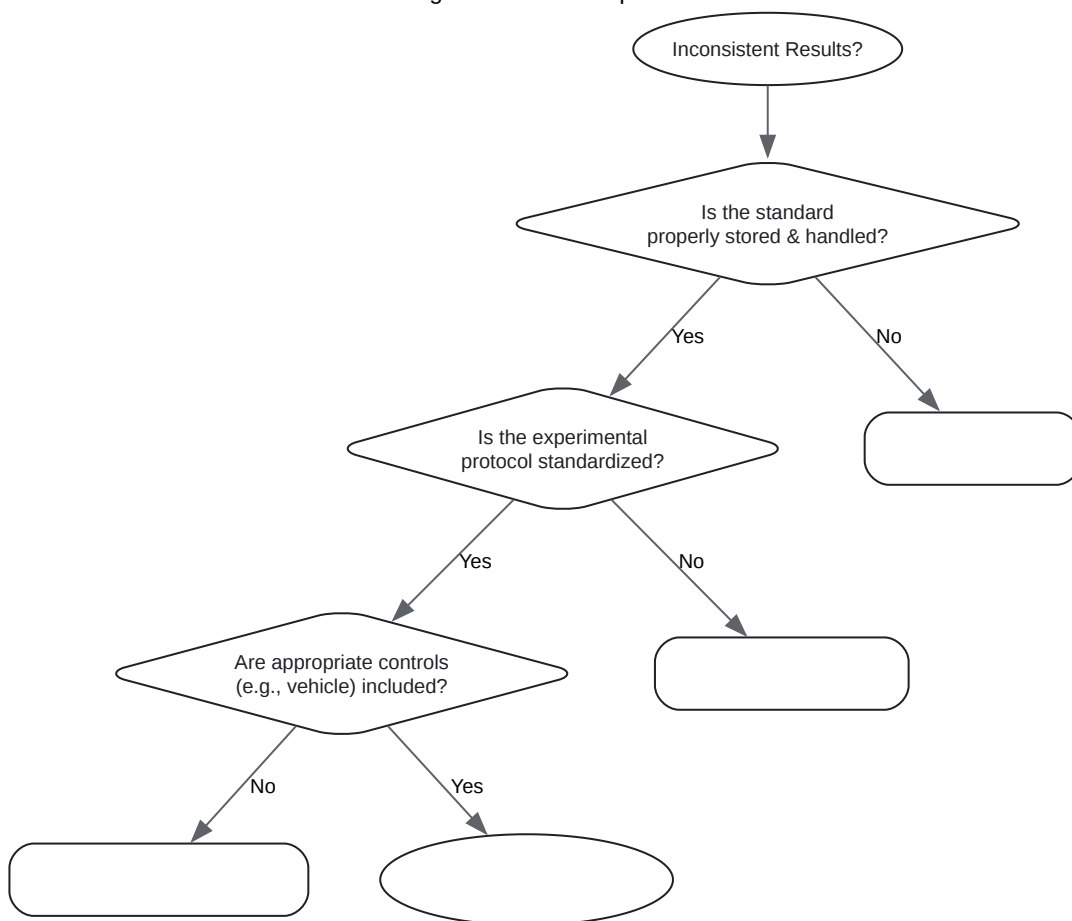 Inconsistent Results?
Is the standard
properly stored & handled?
Yes
No
Is the experimental
protocol standardized?
Yes
No
Are appropriate controls
(e.g., vehicle) included?
No
Yes